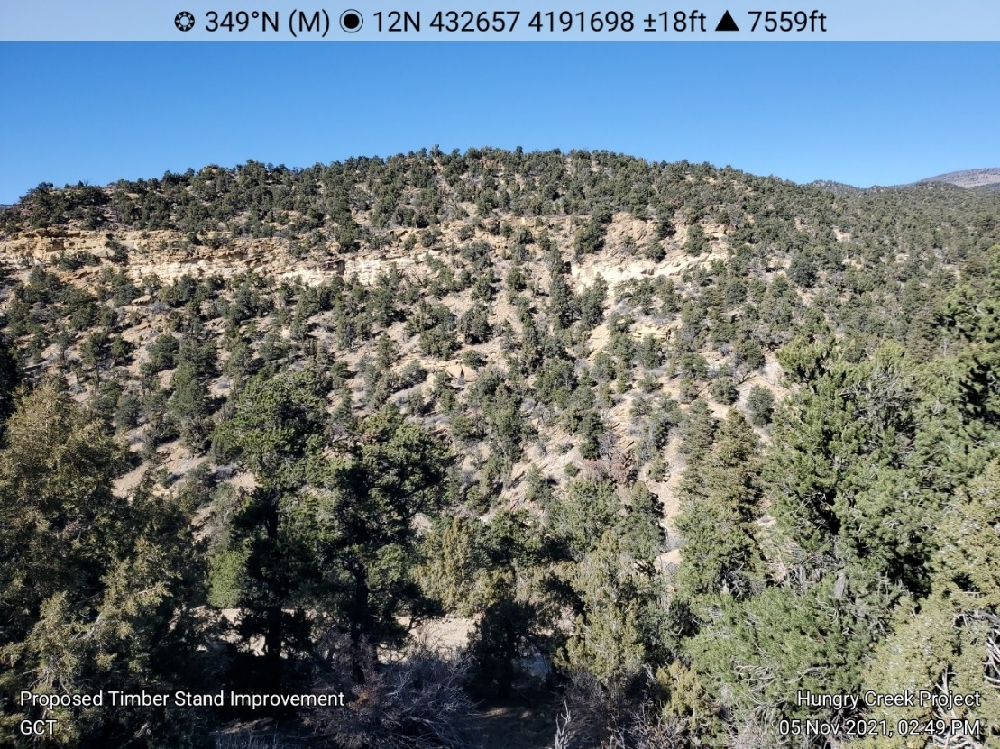 349°N (M) 12N 432657 4191698 ±18ft ▲ 7559ft
Proposed Timber Stand Improvement
GCT
Hungry Creek Project
05 Nov 2021, 02:49 PM